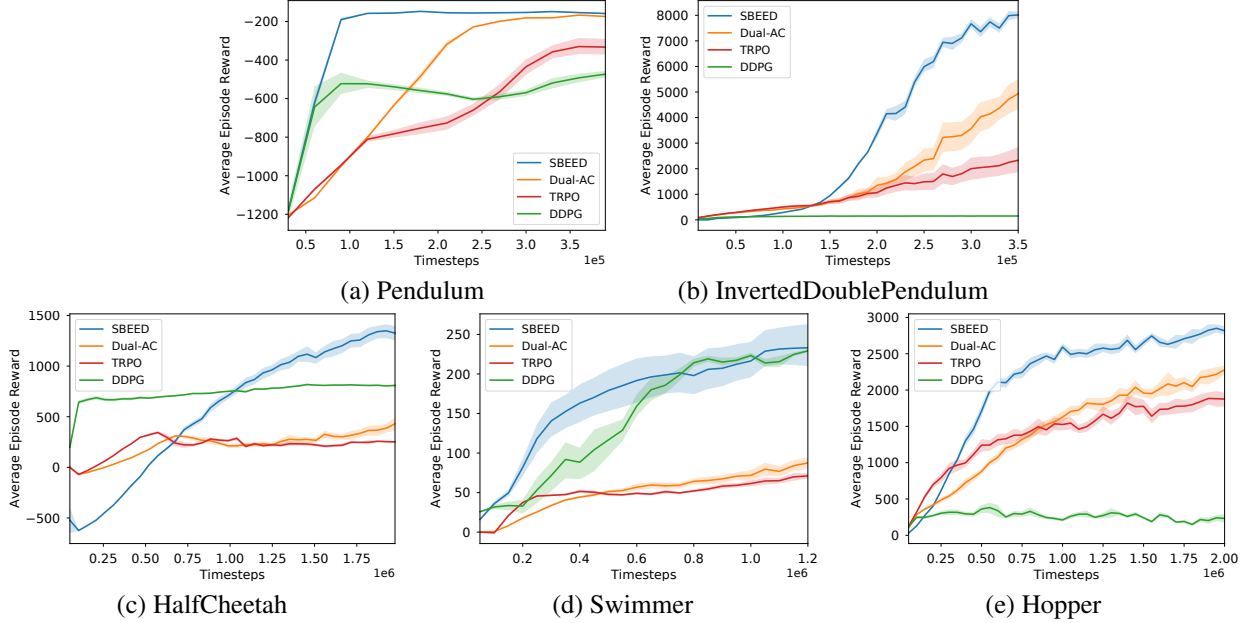 Average Episode Reward
−200
−400
−600
−800
−1000
−1200
SBEED
Dual-AC
TRPO
DDPG
0.5 1.0 1.5 2.0 2.5 3.0 3.5
Timesteps 1e5
(a) Pendulum
Average Episode Reward
8000
7000
6000
5000
4000
3000
2000
1000
0
SBEED
Dual-AC
TRPO
DDPG
0.5 1.0 1.5 2.0 2.5 3.0 3.5
Timesteps 1e5
(b) InvertedDoublePendulum
Average Episode Reward
1500
1000
500
0
−500
SBEED
Dual-AC
TRPO
DDPG
0.25 0.50 0.75 1.00 1.25 1.50 1.75
Timesteps 1e6
(c) HalfCheetah
Average Episode Reward
250
200
150
100
50
0
SBEED
Dual-AC
TRPO
DDPG
0.2 0.4 0.6 0.8 1.0 1.2
Timesteps 1e6
(d) Swimmer
Average Episode Reward
3000
2500
2000
1500
1000
500
0
SBEED
Dual-AC
TRPO
DDPG
0.25 0.50 0.75 1.00 1.25 1.50 1.75 2.00
Timesteps 1e6
(e) Hopper